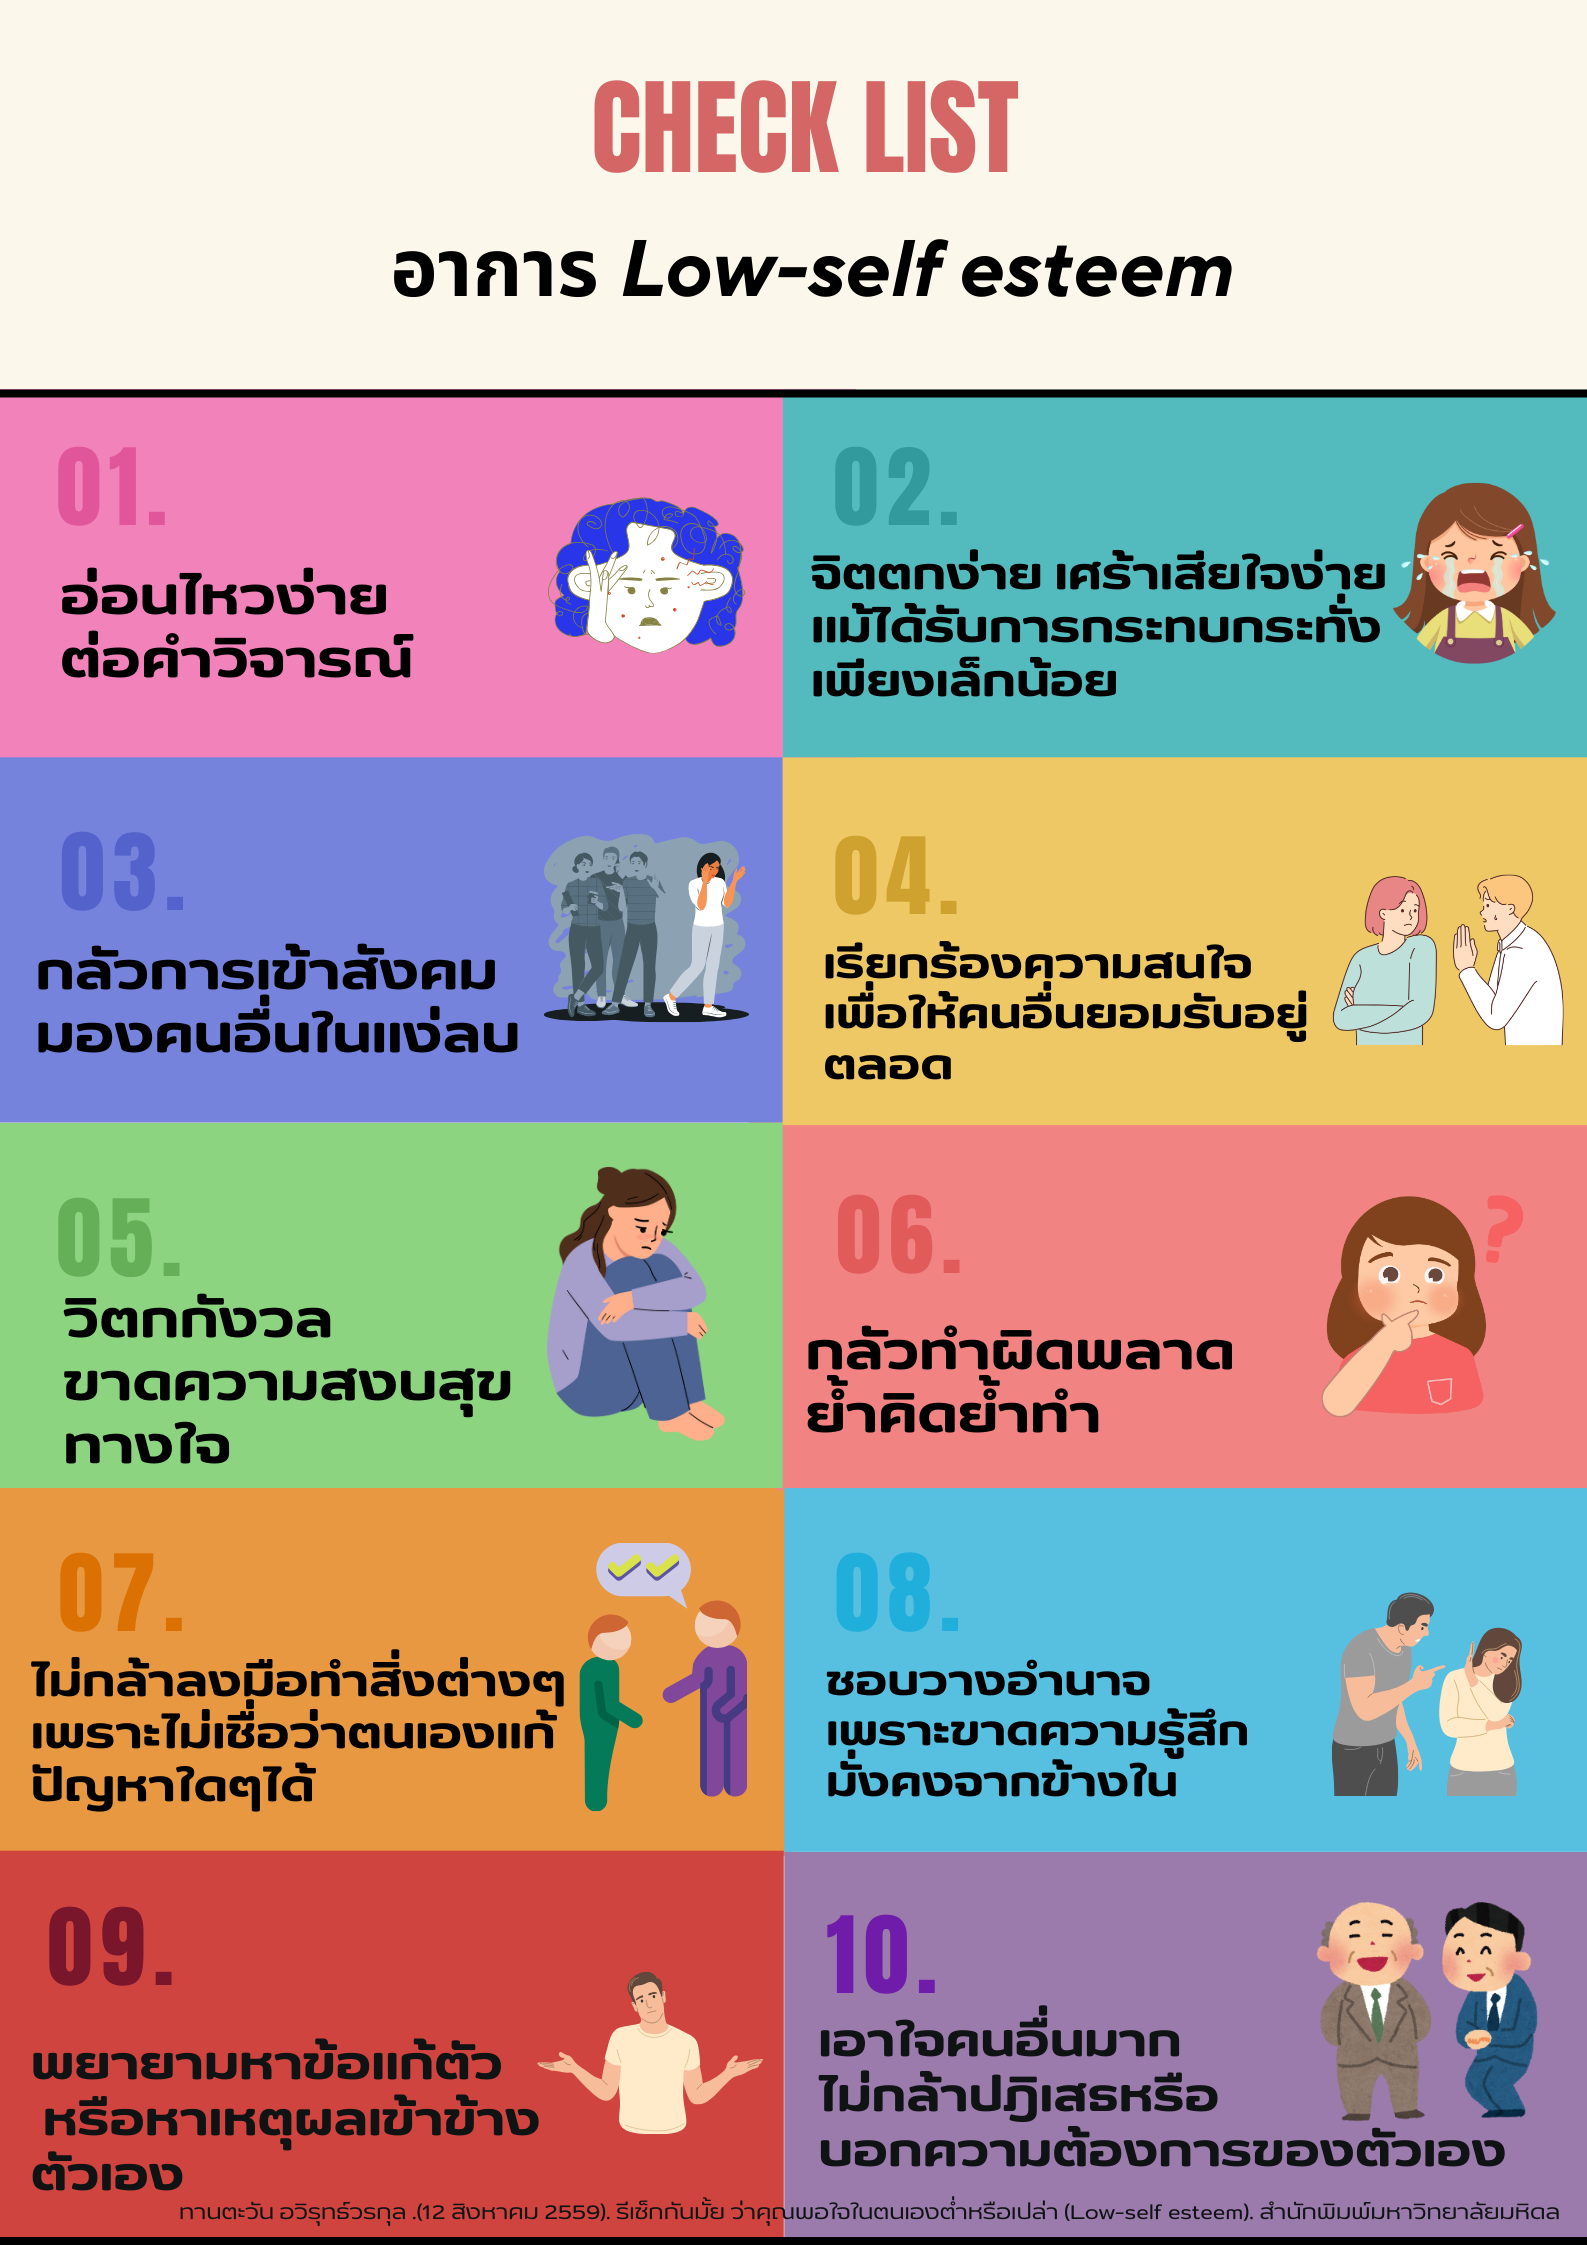 CHECK LIST
อาการ Low-self esteem
01.
อ่อนไหวง่าย
ต่อคำวิจารณ์
02.
จิตตกง่าย เศร้าเสียใจง่าย
แม้ได้รับการกระทบกระทั่ง
เพียงเล็กน้อย
03.
กลัวการเข้าสังคม
มองคนอื่นในแง่ลบ
04.
เรียกร้องความสนใจ
เพื่อให้คนอื่นยอมรับอยู่
ตลอด
05.
วิตกกังวล
ขาดความสงบสุข
ทางใจ
06.
?
กลัวทำผิดพลาด
ย้ำคิดย้ำทำ
07.
ไม่กล้าลงมือทำสิ่งต่างๆ
เพราะไม่เชื่อว่าตนเองแก้
ปัญหาใดๆได้
08.
ชอบวางอำนาจ
เพราะขาดความรู้สึก
มั่งคงจากข้างใน
09.
พยายามหาข้อแก้ตัว
หรือหาเหตุผลเข้าข้าง
ตัวเอง
10.
เอาใจคนอื่นมาก
ไม่กล้าปฎิเสธหรือ
บอกความต้องการของตัวเอง
ทานตะวัน อวิรุทธ์วรกุล .(12 สิงหาคม 2559). รีเช็กกันมั้ย ว่าคุณพอใจในตนเองต่ำหรือเปล่า (Low-self esteem). สำนักพิมพ์มหาวิทยาลัยมหิดล